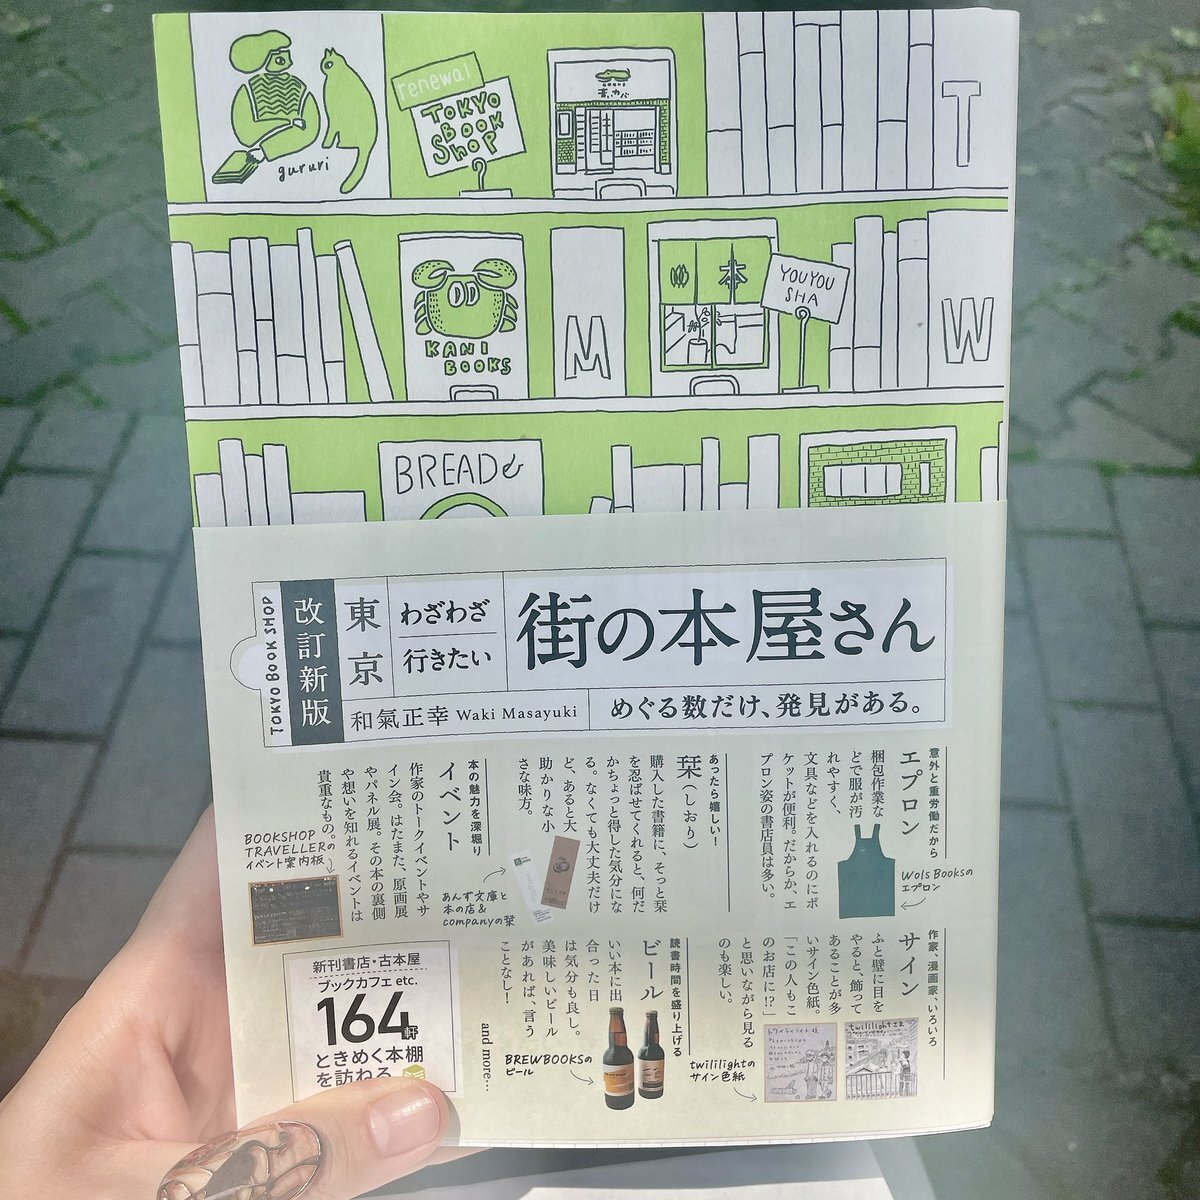 renewal
TOKYO
BOOK
SHOP
gururi
書肆カバ
T
KANI
BOOKS
M
本
YOUYOU
SHA
W
BREAD&
TOKYO BOOK SHOP
改訂新版
東京
わざわざ
行きたい
街の本屋さん
和氣正幸 Waki Masayuki
めぐる数だけ、発見がある。
意外と重労働だから
エプロン
梱包作業な
どで服が汚
れやすく、
文具などを入れるのにポ
ケットが便利。だからか、エ
プロン姿の書店員は多い。
Wols Booksの
エプロン
あったら嬉しい!
栞(しおり)
購入した書籍に、そっと栞
を忍ばせてくれると、何だ
かちょっと得した気分にな
る。なくても大丈夫だけ
ど、あると大
助かりな小
さな味方。
あんず文庫と
本の店&
companyの栞
本の魅力を深堀り
イベント
作家のトークイベントやサ
イン会。はたまた、原画展
やパネル展。その本の裏側
や想いを知れるイベントは
貴重なもの。
BOOKSHOP
TRAVELLERの
イベント案内板
作家、漫画家、いろいろ
サイン
ふと壁に目を
やると、飾って
あることが多
いサイン色紙。
「この人もこ
のお店に!?」
と思いながら見る
のも楽しい。
twililightの
サイン色紙
twililightさま
読書時間を盛り上げる
ビール
いい本に出
合った日
は気分も良し。
美味しいビール
があれば、言う
ことなし!
BREWBOOKSの
ビール
and more…
新刊書店・古本屋
ブックカフェ etc.
164軒
ときめく本棚
を訪ねる